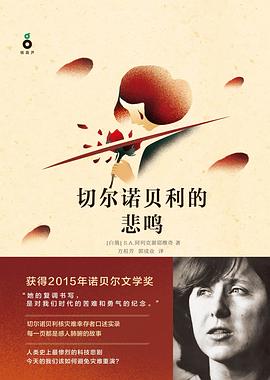 切尔诺贝利的
悲鸣
[白俄] S.A.阿列克谢耶维奇 著
方祖芳 郭成业 译
获得2015年诺贝尔文学奖
“她的复调书写，
是对我们时代的苦难和勇气的纪念。”
切尔诺贝利核灾难幸存者口述实录
每一页都是感人肺腑的故事
人类史上最惨烈的科技悲剧
今天的我们该如何避免灾难重演？